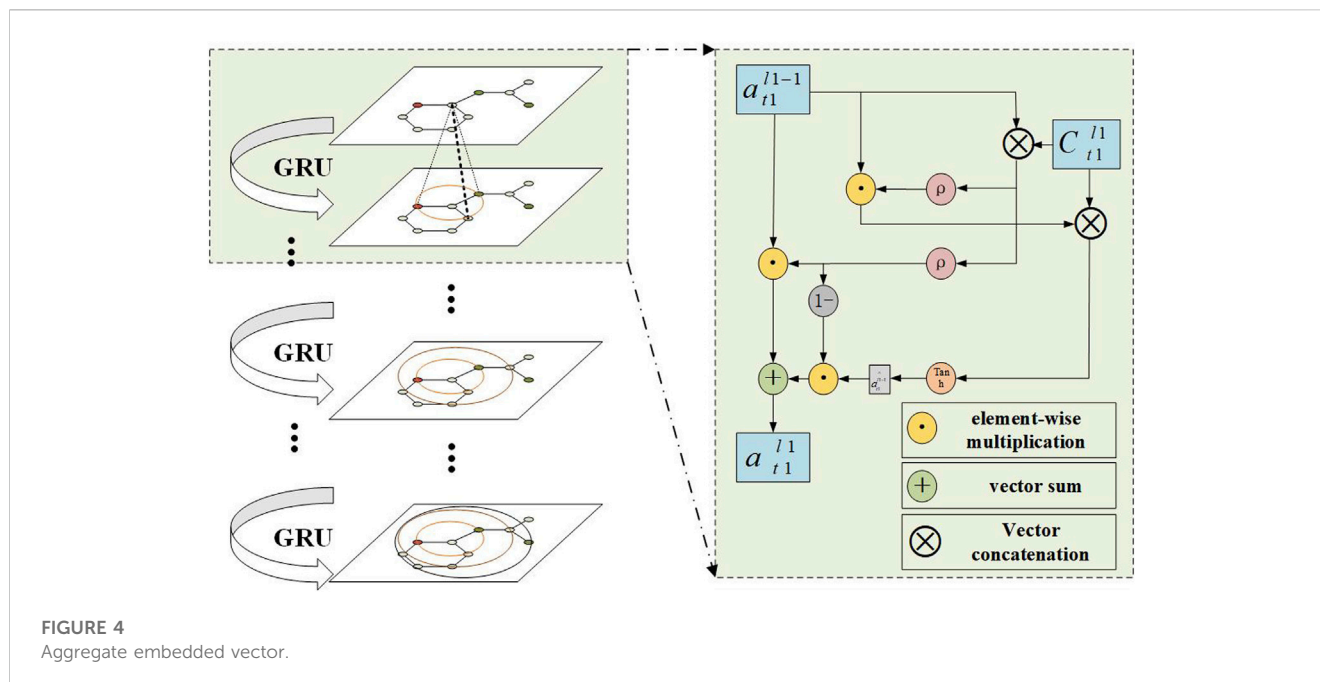 GRU
GRU
GRU
a t1 l1-1
C t1 l1
ρ
ρ
1-
Tan
h
a t1 l1
element-wise
multiplication
vector sum
Vector
concatenation
FIGURE 4
Aggregate embedded vector.